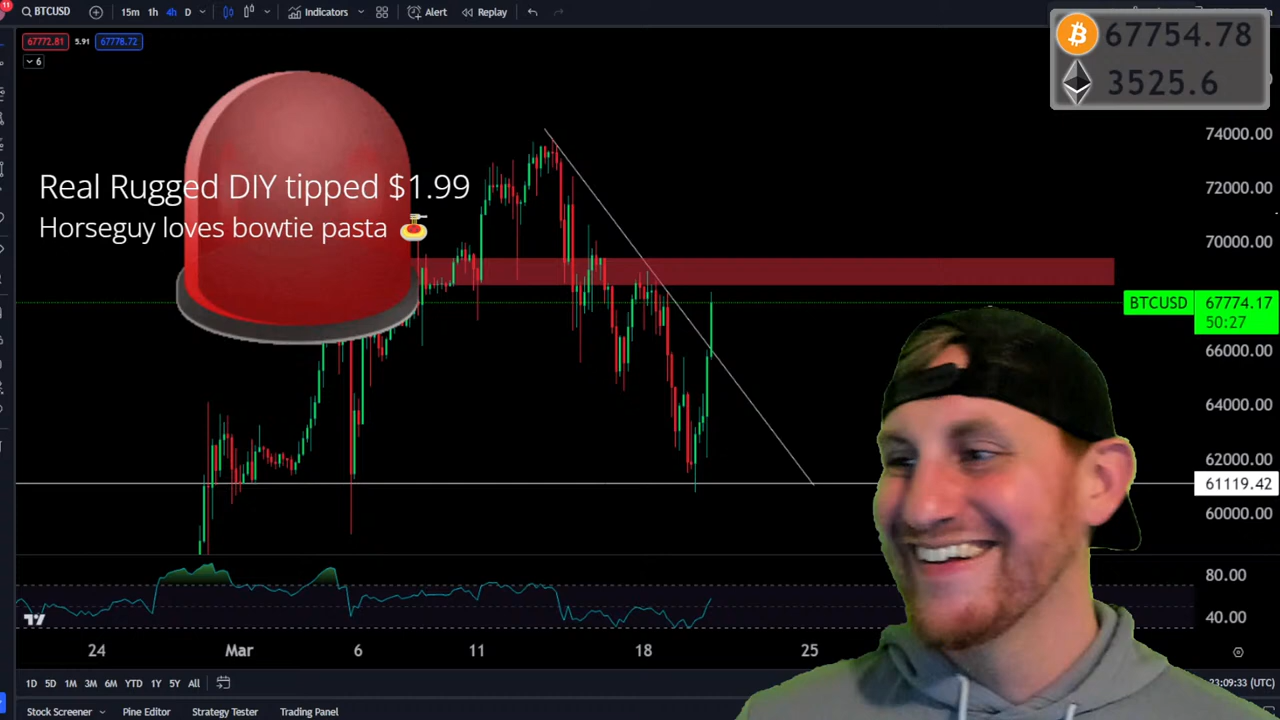 11
BTCUSD
15m
1h
4h
D
Indicators
Alert
Replay
67772.81
5.91
67778.72
6
67754.78
3525.6
Real Rugged DIY tipped $1.99
Horseguy loves bowtie pasta 🍝
74000.00
72000.00
70000.00
BTCUSD 67774.17
50:27
66000.00
64000.00
62000.00
61119.42
60000.00
80.00
40.00
24
Mar
6
11
18
25
1D
5D
1M
3M
6M
YTD
1Y
5Y
All
23:09:33 (UTC)
Stock Screener
Pine Editor
Strategy Tester
Trading Panel